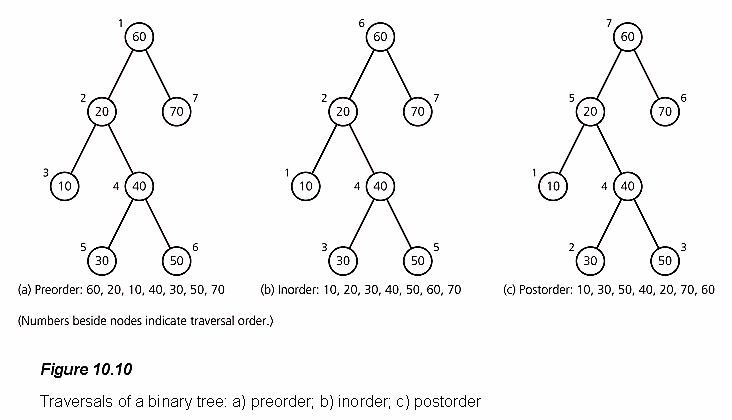 1 6 7
60 60 60
2 7 2 7 5 6
20 70 20 70 20 70
3 4 1 4 1 4
10 40 10 40 10 40
5 6 3 5 2 3
30 50 30 50 30 50
(a) Preorder: 60, 20, 10, 40, 30, 50, 70 (b) Inorder: 10, 20, 30, 40, 50, 60, 70 (c) Postorder: 10, 30, 50, 40, 20, 70, 60
(Numbers beside nodes indicate traversal order.)
Figure 10.10
Traversals of a binary tree: a) preorder; b) inorder; c) postorder